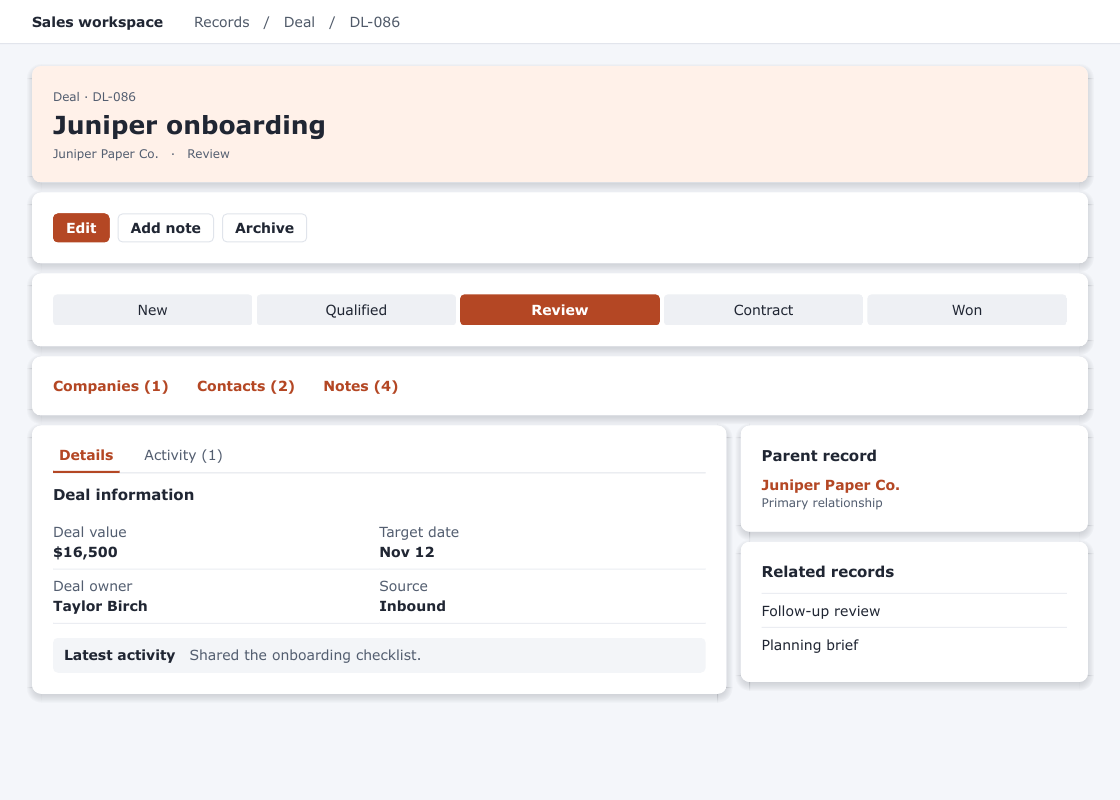 Sales workspace Records / Deal / DL-086
Deal · DL-086
Juniper onboarding
Juniper Paper Co. · Review
Edit Add note Archive
New Qualified Review Contract Won
Companies (1) Contacts (2) Notes (4)
Details Activity (1)
Deal information
Deal value Target date
$16,500 Nov 12
Deal owner Source
Taylor Birch Inbound
Latest activity Shared the onboarding checklist.
Parent record
Juniper Paper Co.
Primary relationship
Related records
Follow-up review
Planning brief